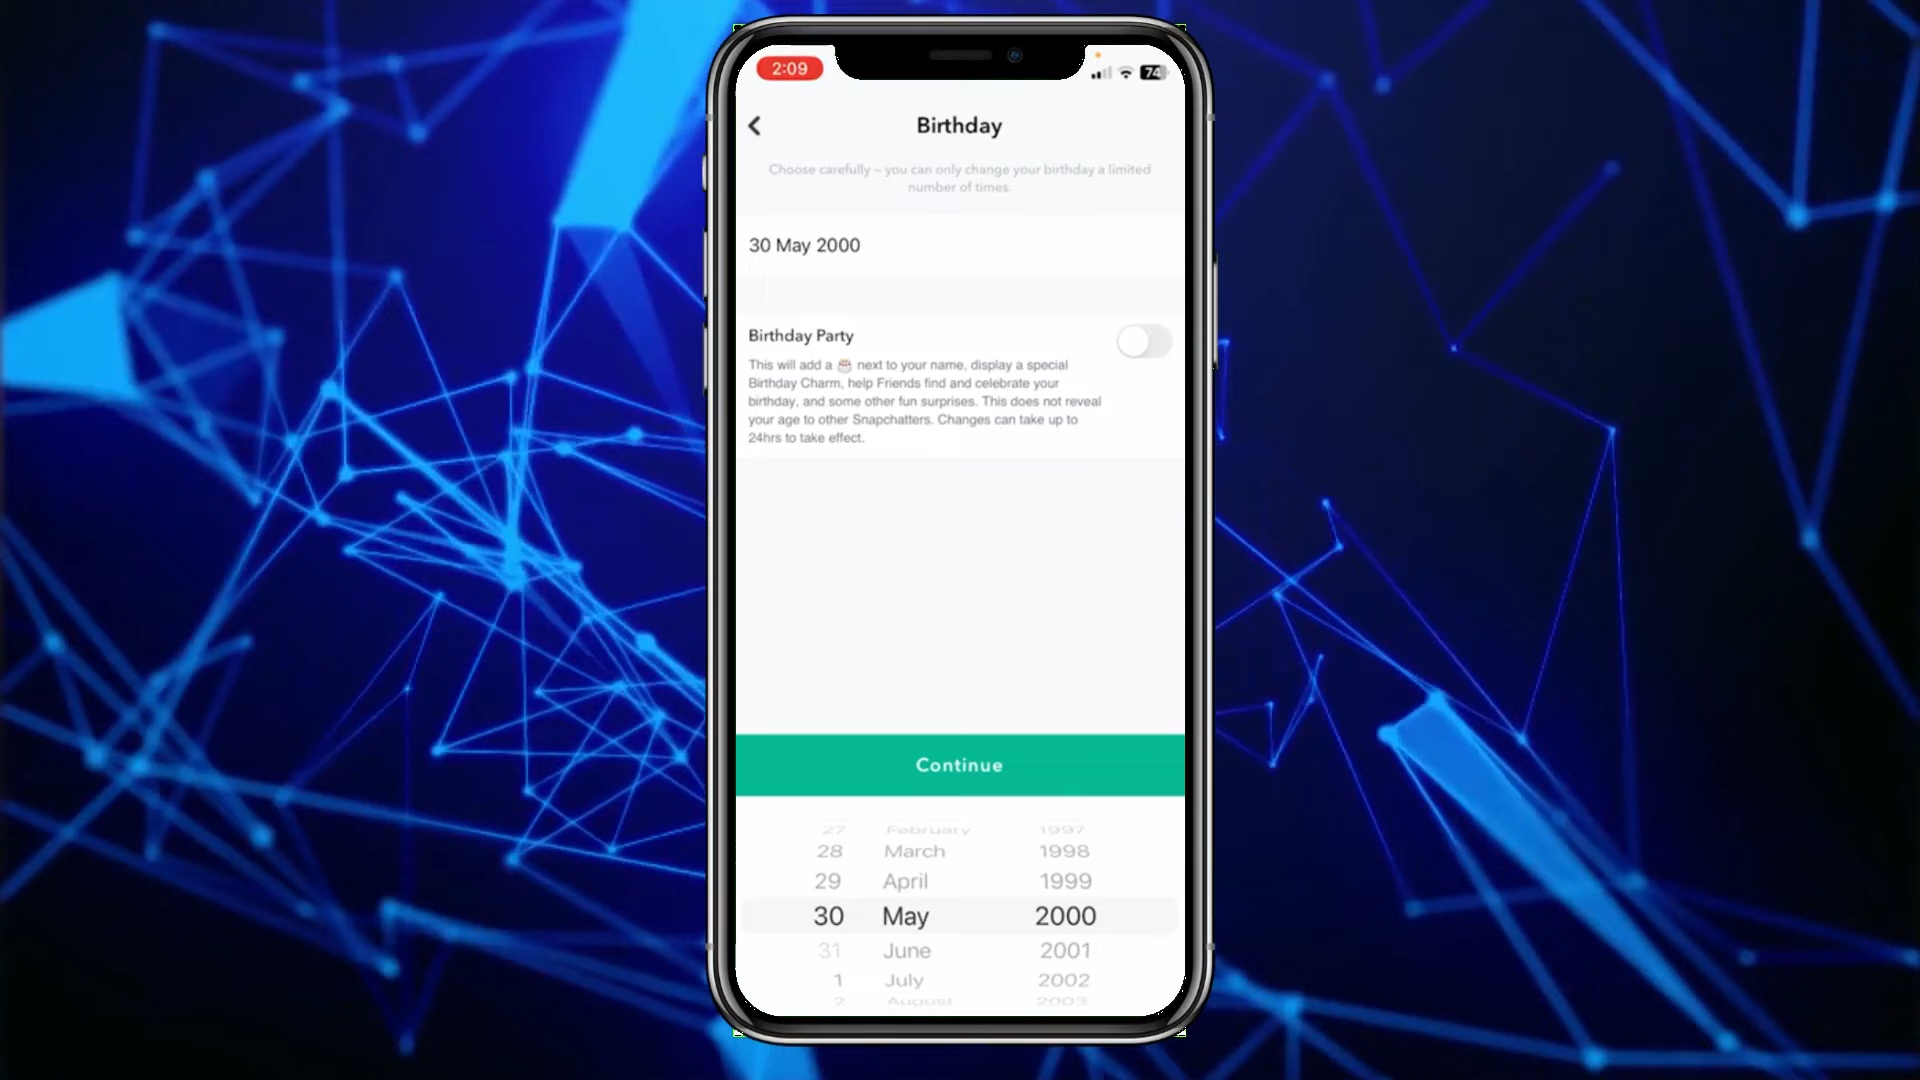 2:09
74
Birthday
Choose carefully – you can only change your birthday a limited
number of times.
30 May 2000
Birthday Party
This will add a 🎂 next to your name, display a special
Birthday Charm, help Friends find and celebrate your
birthday, and some other fun surprises. This does not reveal
your age to other Snapchatters. Changes can take up to
24hrs to take effect.
Continue
27 February 1997
28 March 1998
29 April 1999
30 May 2000
31 June 2001
1 July 2002
2 August 2003